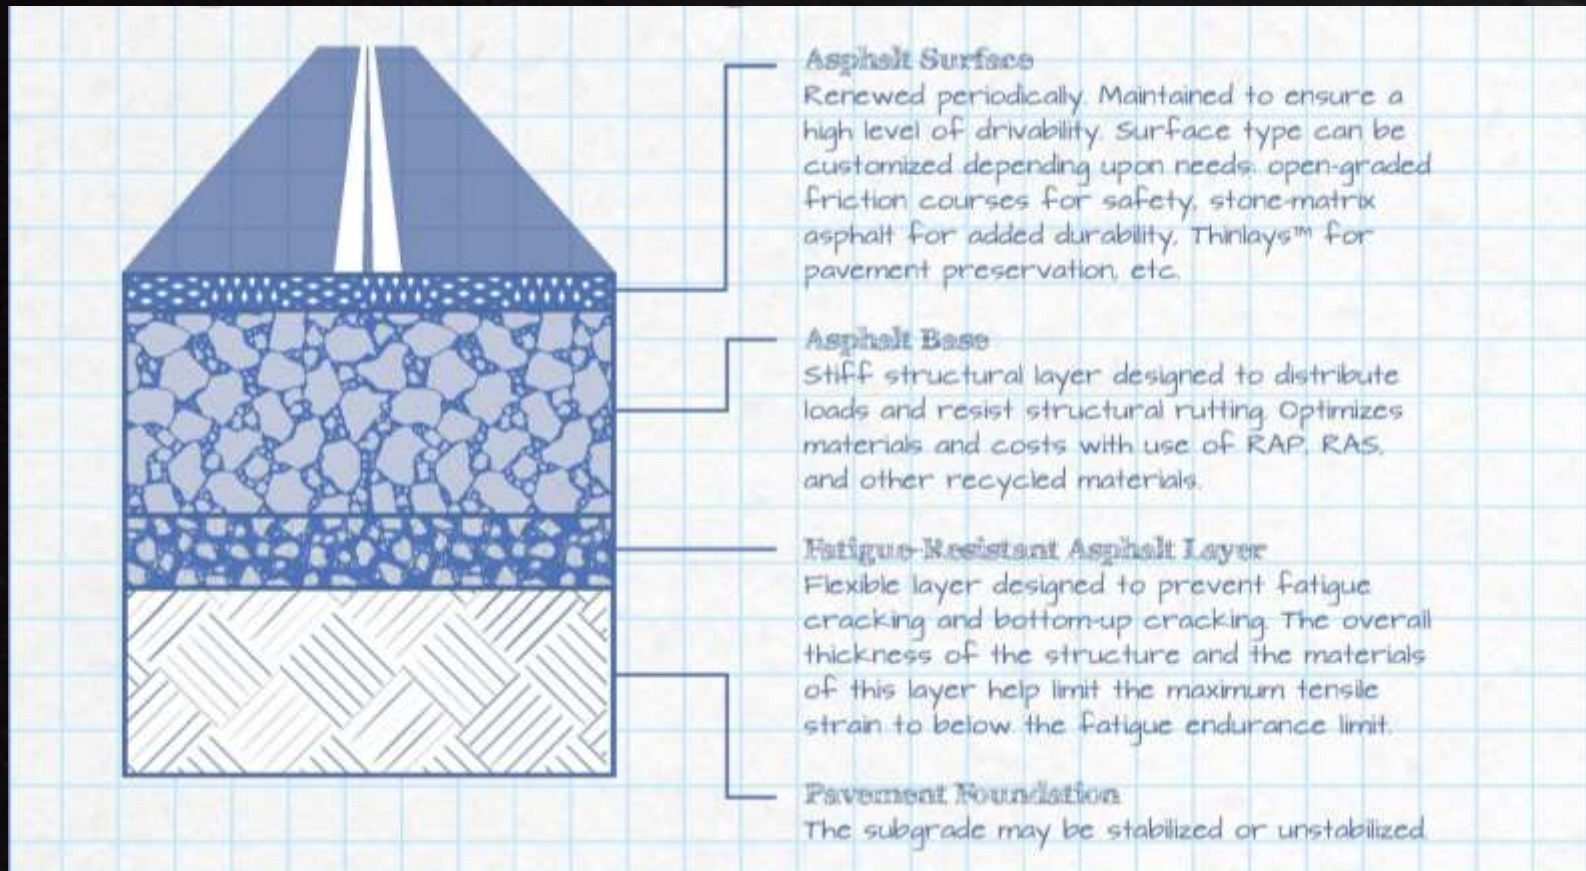 Asphalt Surface
Renewed periodically. Maintained to ensure a
high level of drivability. Surface type can be
customized depending upon needs: open-graded
friction courses for safety, stone-matrix
asphalt for added durability, Thinlays™ for
pavement preservation, etc.
Asphalt Base
Stiff structural layer designed to distribute
loads and resist structural rutting. Optimizes
materials and costs with use of RAP, RAS,
and other recycled materials.
Fatigue-Resistant Asphalt Layer
Flexible layer designed to prevent fatigue
cracking and bottom-up cracking. The overall
thickness of the structure and the materials
of this layer help limit the maximum tensile
strain to below the fatigue endurance limit.
Pavement Foundation
The subgrade may be stabilized or unstabilized.